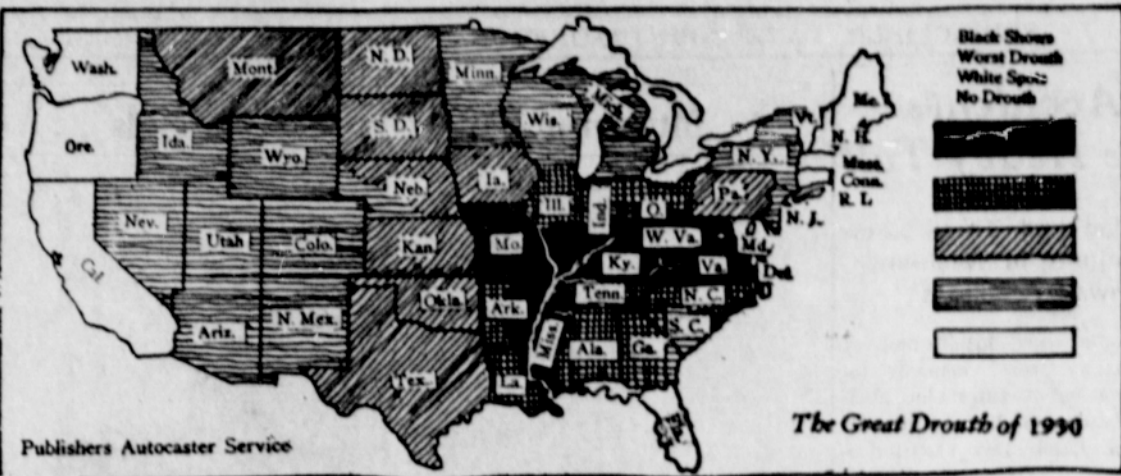 Black Shows
Worst Drouth
White Spots
No Drouth
Wash.
Mont.
N. D.
Minn.
Ore.
Ida.
Wyo.
S. D.
Wis.
Mich.
Me.
Vt.
N. H.
Mass.
Conn.
R. I.
N. Y.
Neb.
Ia.
Pa.
N. J.
Nev.
Utah
Colo.
Kan.
Mo.
Ill.
Ind.
O.
W. Va.
Md.
Del.
Cal.
Ky.
Va.
Ariz.
N. Mex.
Okla.
Ark.
Tenn.
N. C.
S. C.
Tex.
La.
Miss.
Ala.
Ga.
Fla.
The Great Drouth of 1930
Publishers Autocaster Service